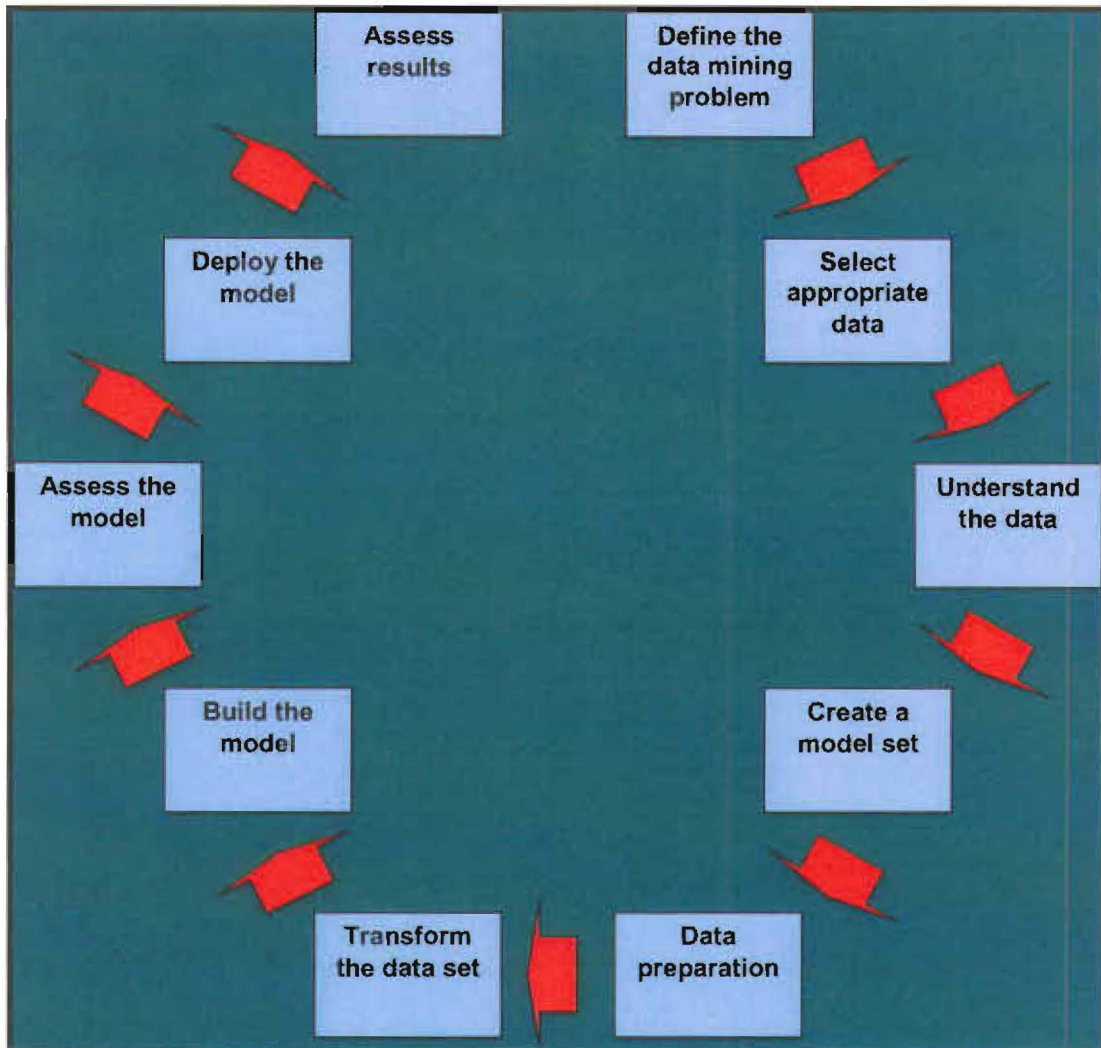 Assess
results
Define the
data mining
problem
Deploy the
model
Select
appropriate
data
Assess the
model
Understand
the data
Build the
model
Create a
model set
Transform
the data set
Data
preparation